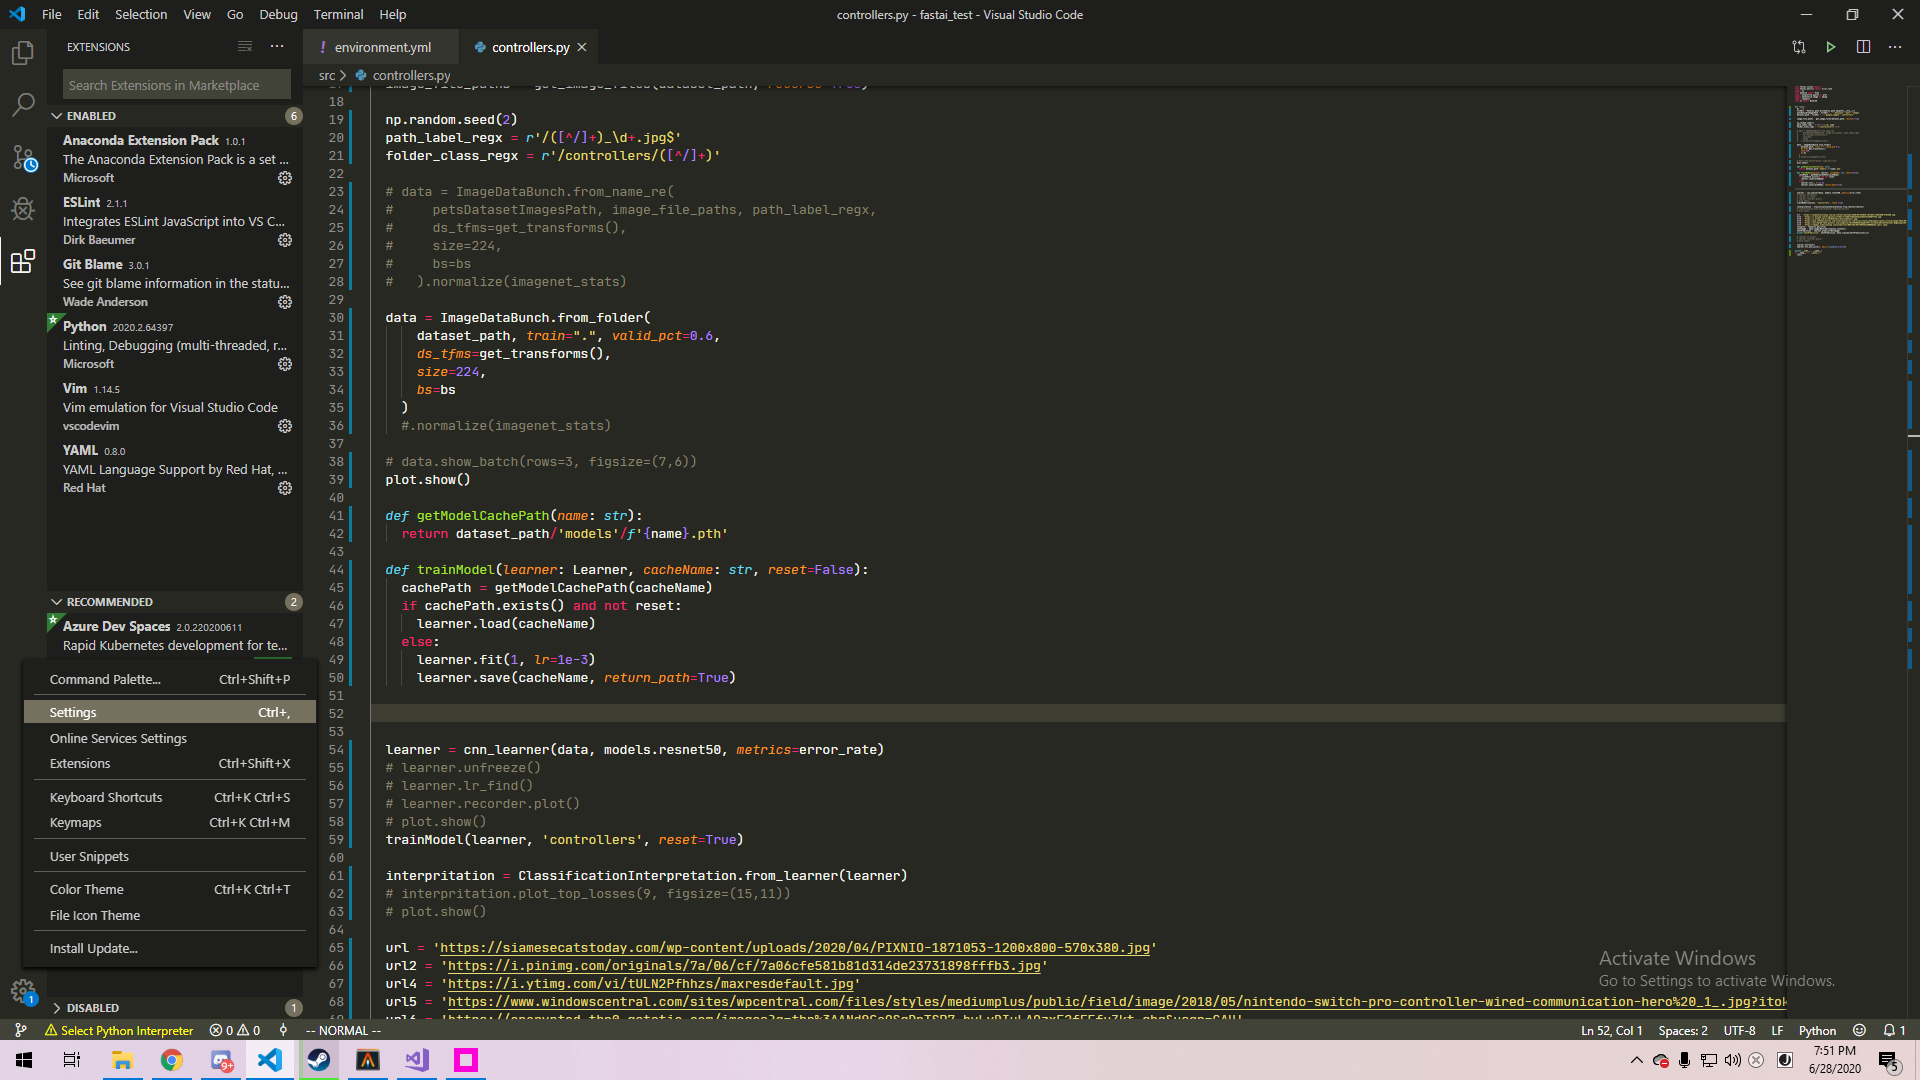 File Edit Selection View Go Debug Terminal Help
controllers.py - fastai_test - Visual Studio Code
EXTENSIONS
Search Extensions in Marketplace
ENABLED 6
Anaconda Extension Pack 1.0.1
The Anaconda Extension Pack is a set ...
Microsoft
ESLint 2.1.1
Integrates ESLint JavaScript into VS C...
Dirk Baeumer
Git Blame 3.0.1
See git blame information in the statu...
Wade Anderson
Python 2020.2.64397
Linting, Debugging (multi-threaded, r...
Microsoft
Vim 1.14.5
Vim emulation for Visual Studio Code
vscodevim
YAML 0.8.0
YAML Language Support by Red Hat, ...
Red Hat
RECOMMENDED 2
Azure Dev Spaces 2.0.220200611
Rapid Kubernetes development for te...
Command Palette... Ctrl+Shift+P
Settings Ctrl+,
Online Services Settings
Extensions Ctrl+Shift+X
Keyboard Shortcuts Ctrl+K Ctrl+S
Keymaps Ctrl+K Ctrl+M
User Snippets
Color Theme Ctrl+K Ctrl+T
File Icon Theme
Install Update...
1
DISABLED 1
! environment.yml
controllers.py
src > controllers.py
18
19 np.random.seed(2)
20 path_label_regx = r'/([^/]+)_\d+.jpg$'
21 folder_class_regx = r'/controllers/([^/]+)'
22
23 # data = ImageDataBunch.from_name_re(
24 #     petsDatasetImagesPath, image_file_paths, path_label_regx,
25 #     ds_tfms=get_transforms(),
26 #     size=224,
27 #     bs=bs
28 #   ).normalize(imagenet_stats)
29
30 data = ImageDataBunch.from_folder(
31     dataset_path, train=".", valid_pct=0.6,
32     ds_tfms=get_transforms(),
33     size=224,
34     bs=bs
35   )
36   #.normalize(imagenet_stats)
37
38 # data.show_batch(rows=3, figsize=(7,6))
39 plot.show()
40
41 def getModelCachePath(name: str):
42   return dataset_path/'models'/f'{name}.pth'
43
44 def trainModel(learner: Learner, cacheName: str, reset=False):
45   cachePath = getModelCachePath(cacheName)
46   if cachePath.exists() and not reset:
47     learner.load(cacheName)
48   else:
49     learner.fit(1, lr=1e-3)
50     learner.save(cacheName, return_path=True)
51
52
53
54 learner = cnn_learner(data, models.resnet50, metrics=error_rate)
55 # learner.unfreeze()
56 # learner.lr_find()
57 # learner.recorder.plot()
58 # plot.show()
59 trainModel(learner, 'controllers', reset=True)
60
61 interpritation = ClassificationInterpretation.from_learner(learner)
62 # interpritation.plot_top_losses(9, figsize=(15,11))
63 # plot.show()
64
65 url = 'https://siamesecatstoday.com/wp-content/uploads/2020/04/PIXNIO-1871053-1200x800-570x380.jpg'
66 url2 = 'https://i.pinimg.com/originals/7a/06/cf/7a06cfe581b81d314de23731898fffb3.jpg'
67 url4 = 'https://i.ytimg.com/vi/tULN2Pfhhzs/maxresdefault.jpg'
68 url5 = 'https://www.windowscentral.com/sites/wpcentral.com/files/styles/mediumplus/public/field/image/2018/05/nintendo-switch-pro-controller-wired-communication-hero%20_1_.jpg?itok
Activate Windows
Go to Settings to activate Windows.
Select Python Interpreter 0 0 -- NORMAL --
Ln 52, Col 1 Spaces: 2 UTF-8 LF Python 1
9+
7:51 PM
6/28/2020
5